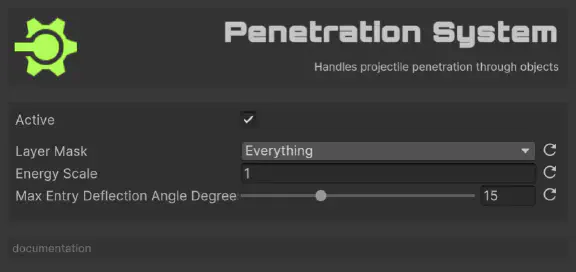 Penetration System
Handles projectile penetration through objects
Active
Layer Mask Everything
Energy Scale 1
Max Entry Deflection Angle Degree 15
documentation